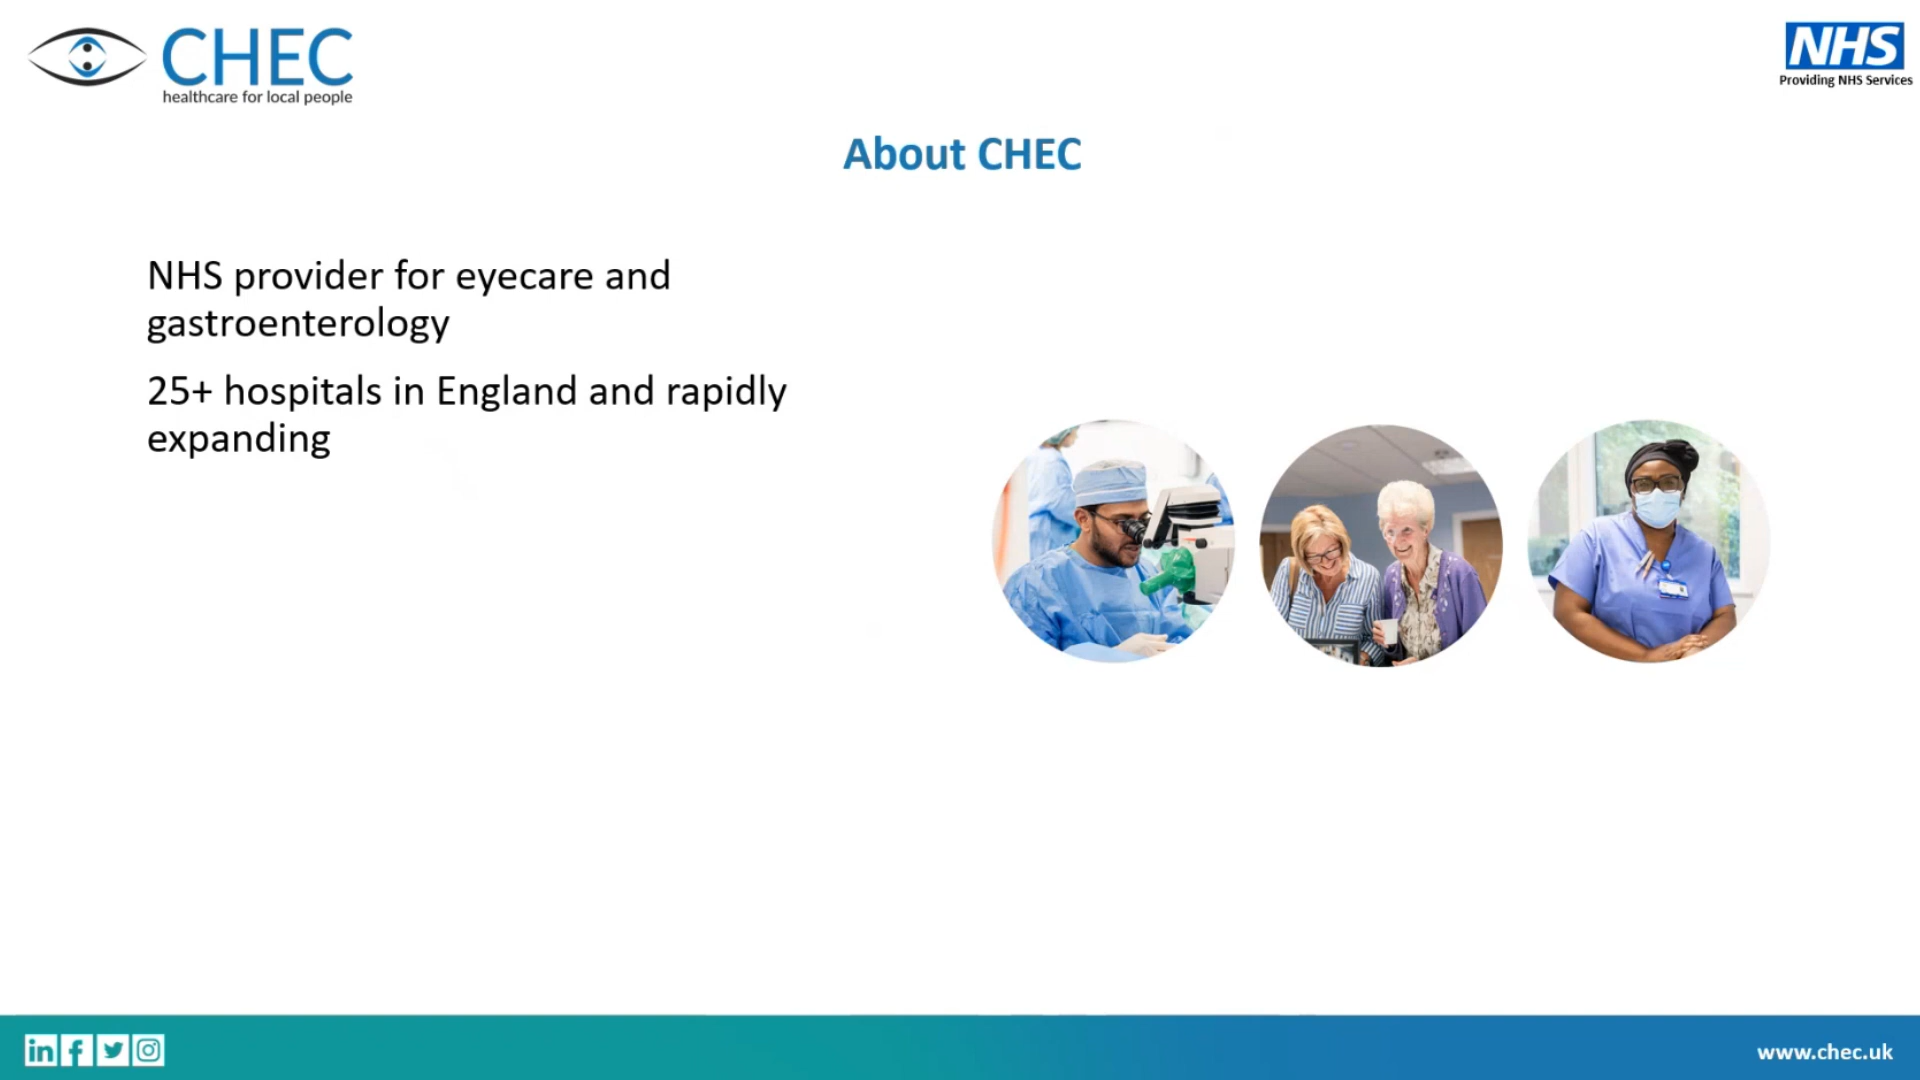 CHEC
healthcare for local people
NHS
Providing NHS Services
About CHEC
NHS provider for eyecare and
gastroenterology
25+ hospitals in England and rapidly
expanding
in f
www.chec.uk